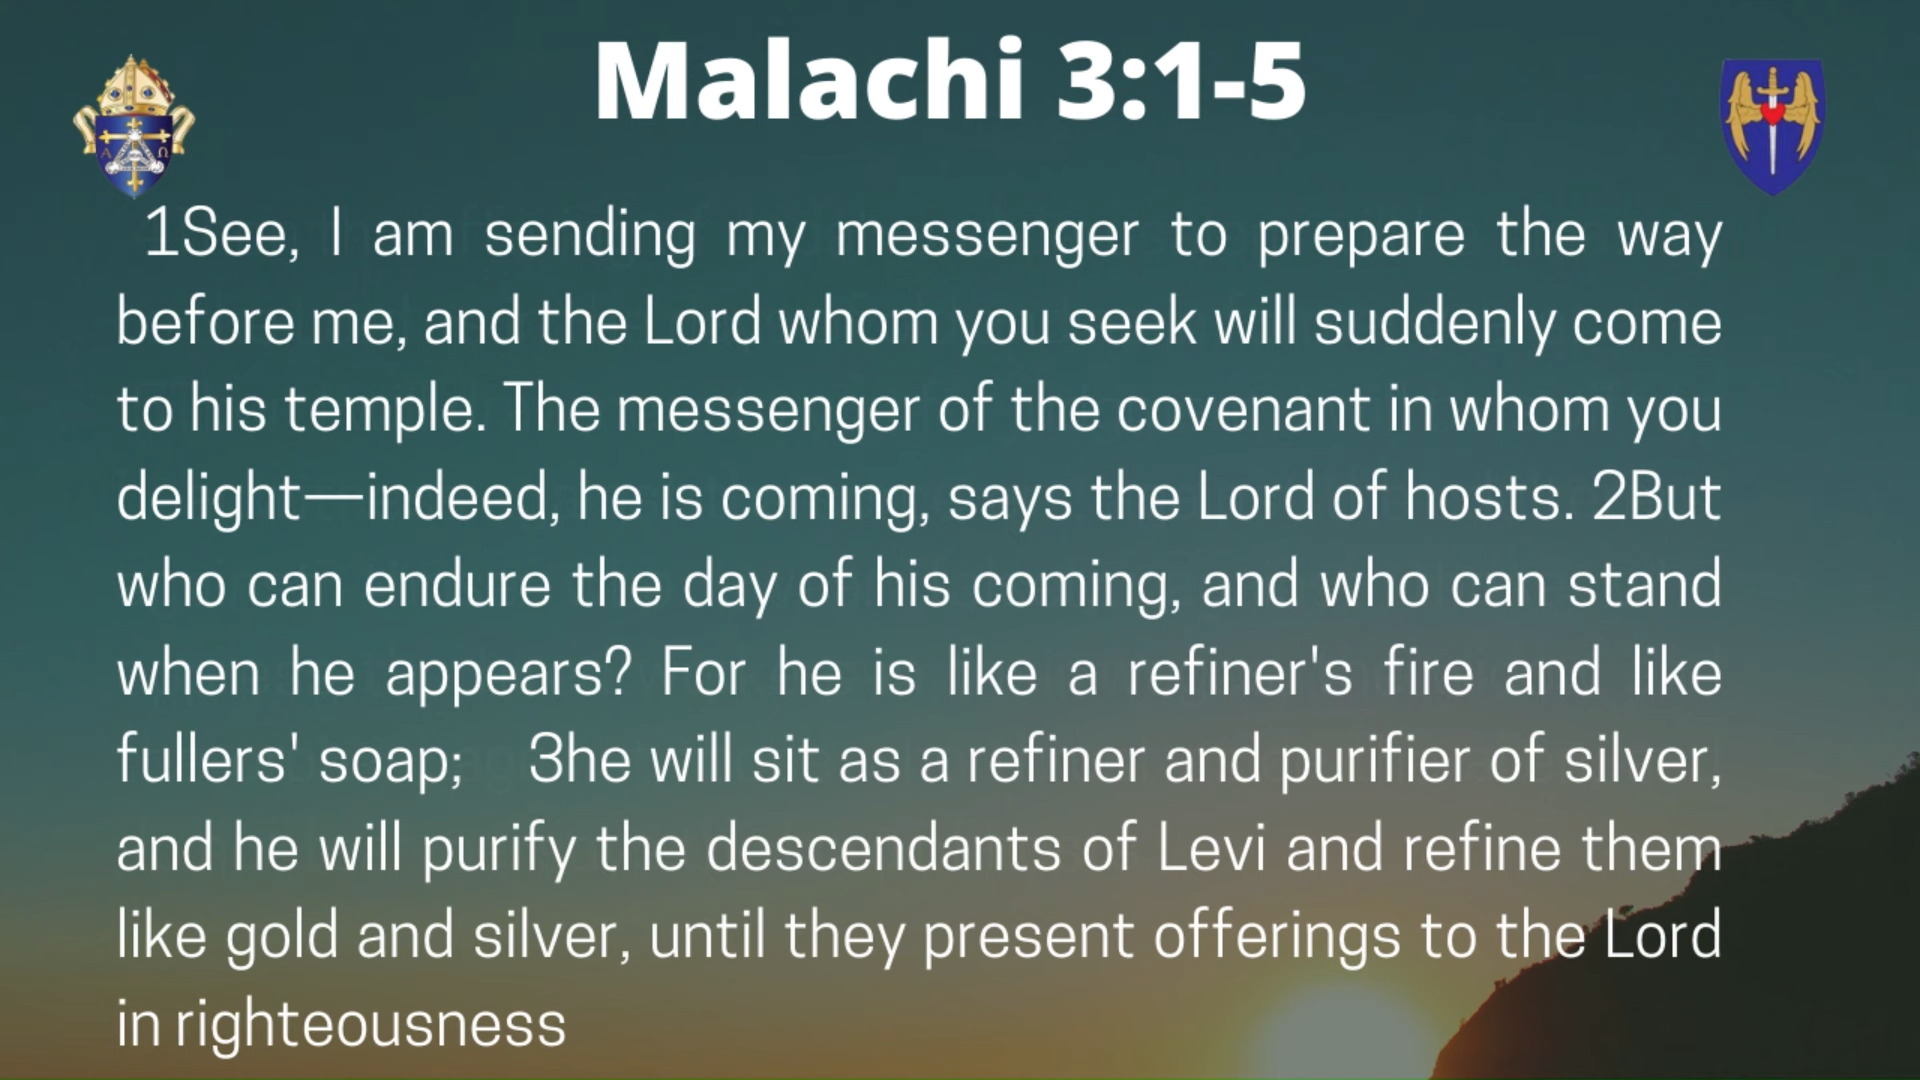 Malachi 3:1-5
1See, I am sending my messenger to prepare the way
before me, and the Lord whom you seek will suddenly come
to his temple. The messenger of the covenant in whom you
delight—indeed, he is coming, says the Lord of hosts. 2But
who can endure the day of his coming, and who can stand
when he appears? For he is like a refiner's fire and like
fullers' soap; 3he will sit as a refiner and purifier of silver,
and he will purify the descendants of Levi and refine them
like gold and silver, until they present offerings to the Lord
in righteousness